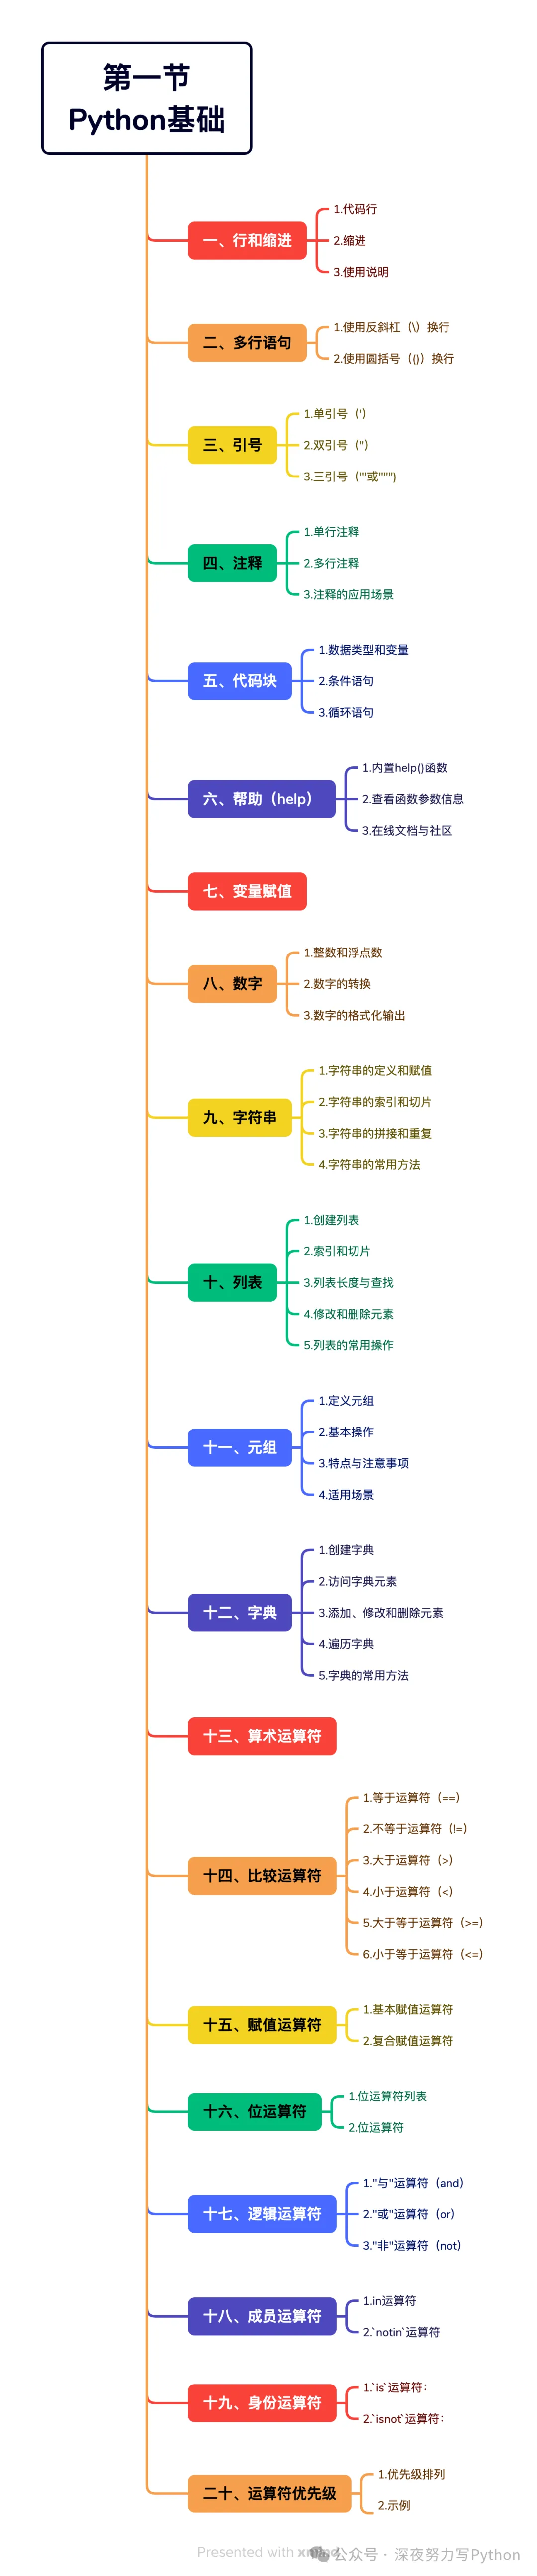 第一节
Python基础
一、行和缩进
1.代码行
2.缩进
3.使用说明
二、多行语句
1.使用反斜杠（\）换行
2.使用圆括号（()）换行
三、引号
1.单引号（'）
2.双引号（"）
3.三引号（'''或""")
四、注释
1.单行注释
2.多行注释
3.注释的应用场景
五、代码块
1.数据类型和变量
2.条件语句
3.循环语句
六、帮助（help）
1.内置help()函数
2.查看函数参数信息
3.在线文档与社区
七、变量赋值
八、数字
1.整数和浮点数
2.数字的转换
3.数字的格式化输出
九、字符串
1.字符串的定义和赋值
2.字符串的索引和切片
3.字符串的拼接和重复
4.字符串的常用方法
十、列表
1.创建列表
2.索引和切片
3.列表长度与查找
4.修改和删除元素
5.列表的常用操作
十一、元组
1.定义元组
2.基本操作
3.特点与注意事项
4.适用场景
十二、字典
1.创建字典
2.访问字典元素
3.添加、修改和删除元素
4.遍历字典
5.字典的常用方法
十三、算术运算符
十四、比较运算符
1.等于运算符（==）
2.不等于运算符（!=）
3.大于运算符（>）
4.小于运算符（<）
5.大于等于运算符（>=）
6.小于等于运算符（<=）
十五、赋值运算符
1.基本赋值运算符
2.复合赋值运算符
十六、位运算符
1.位运算符列表
2.位运算符
十七、逻辑运算符
1."与"运算符（and）
2."或"运算符（or）
3."非"运算符（not）
十八、成员运算符
1.in运算符
2.`notin`运算符
十九、身份运算符
1.`is`运算符：
2.`isnot`运算符：
二十、运算符优先级
1.优先级排列
2.示例
Presented with xmind
公众号 · 深夜努力写Python